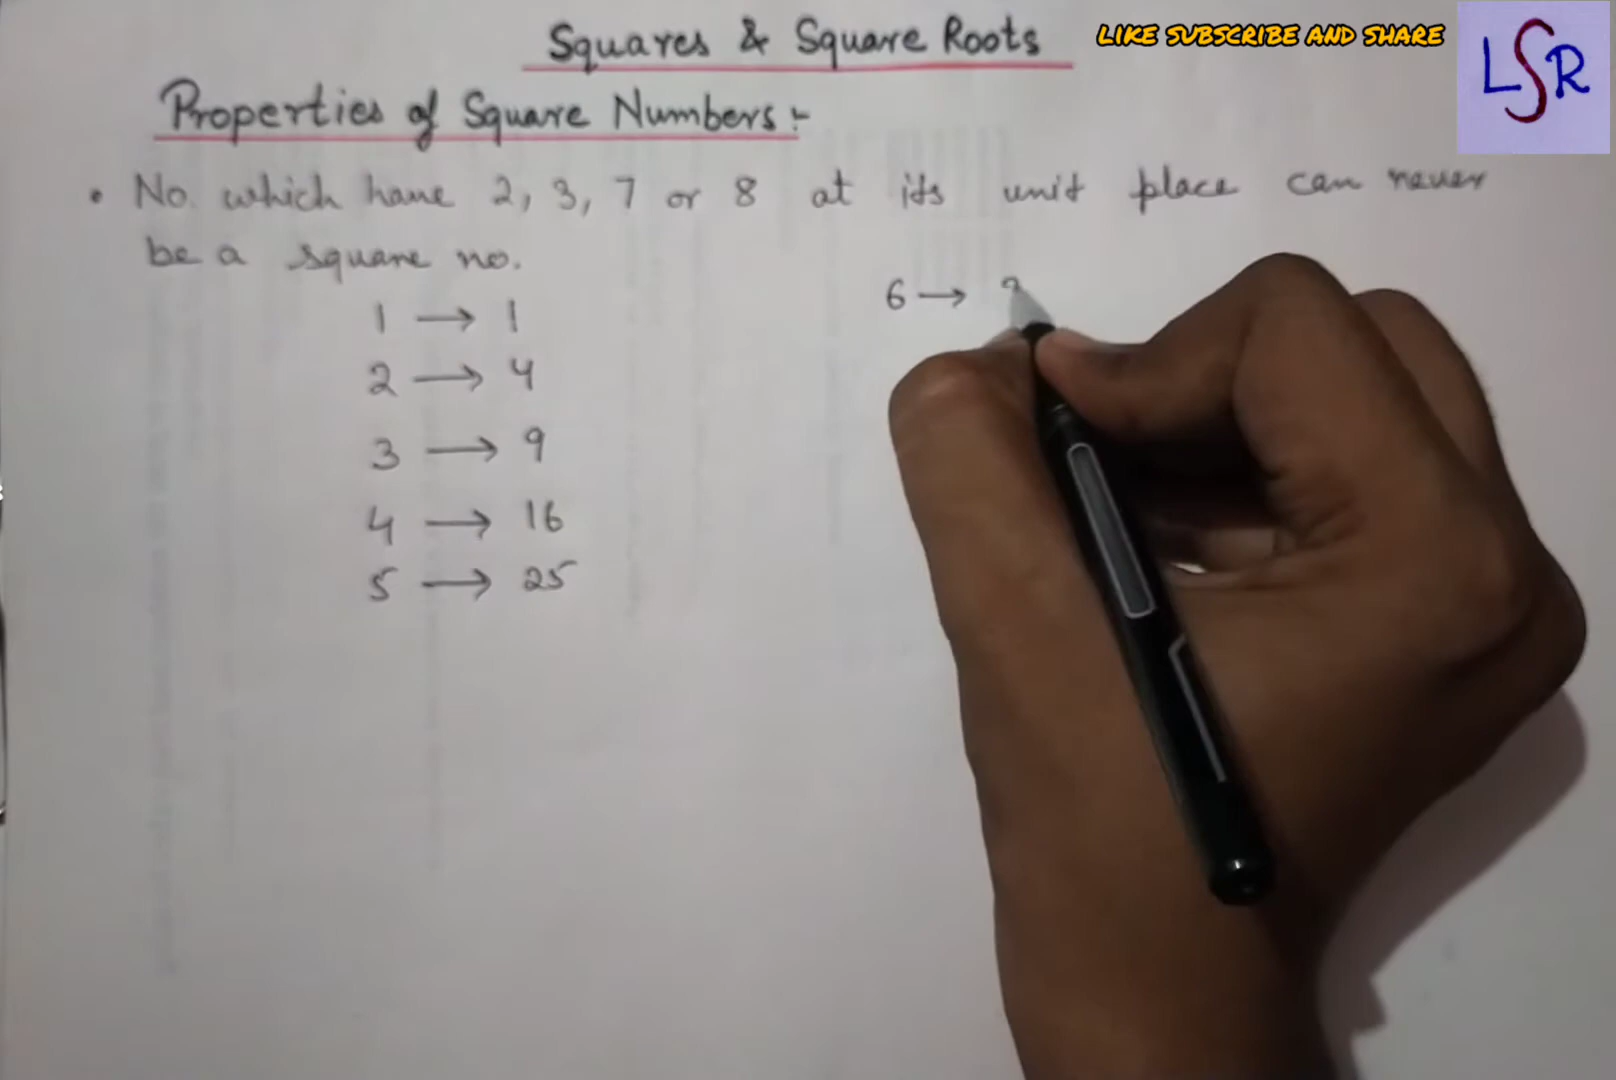 Squares & Square Roots
LIKE SUBSCRIBE AND SHARE
LSR
Properties of Square Numbers:-
• No. which have 2, 3, 7 or 8 at its unit place can never
be a square no.
1 → 1
2 → 4
3 → 9
4 → 16
5 → 25
6 →